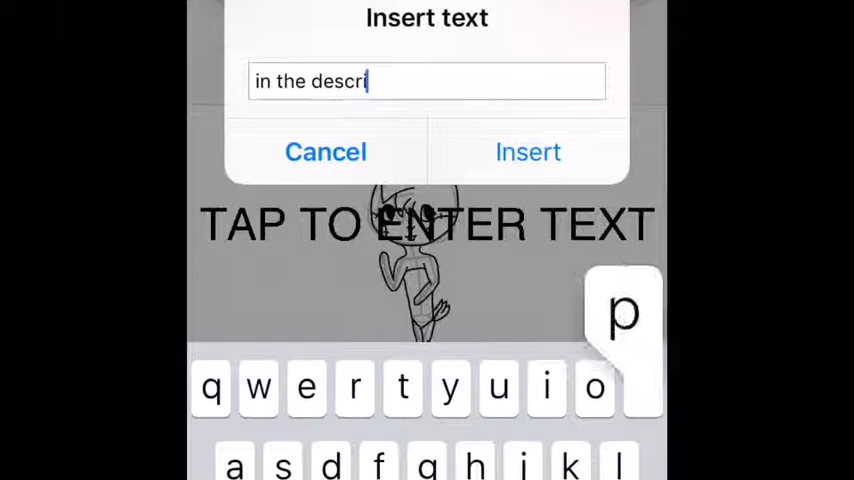 Insert text
in the descri
Cancel Insert
TAP TO ENTER TEXT
p
q w e r t y u i o
a s d f g h j k l